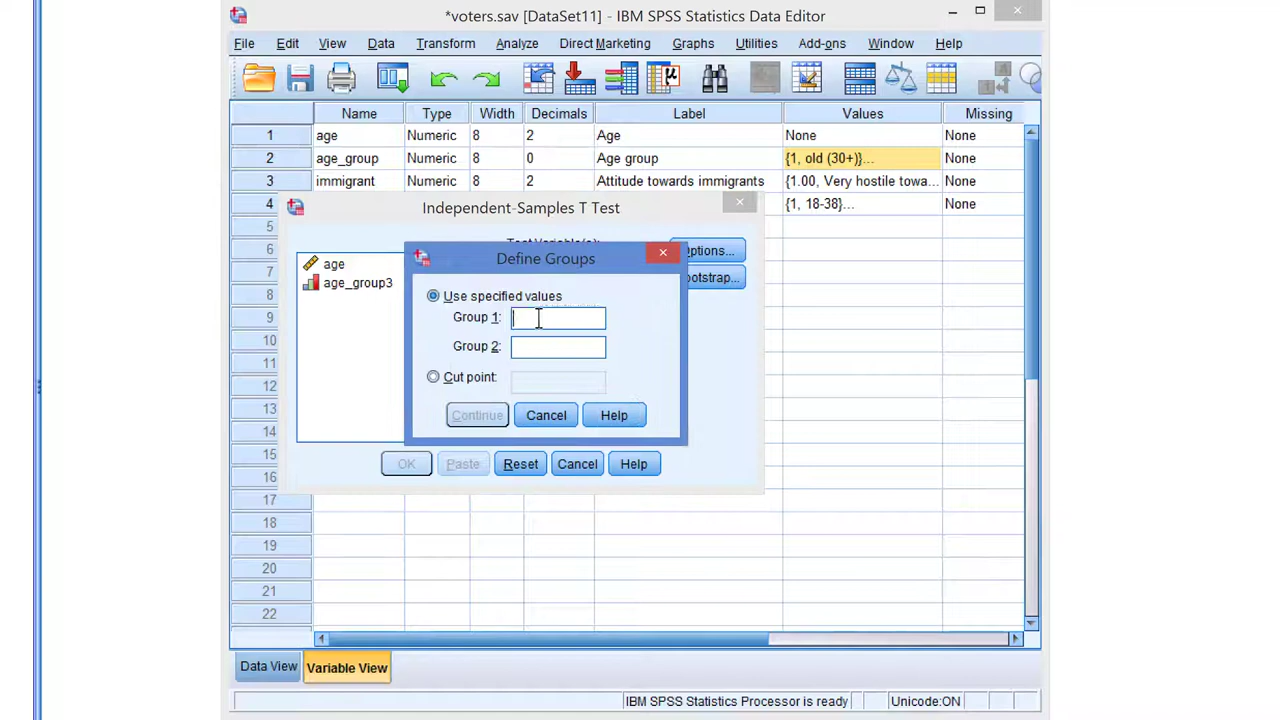 *voters.sav [DataSet11] - IBM SPSS Statistics Data Editor
File Edit View Data Transform Analyze Direct Marketing Graphs Utilities Add-ons Window Help
Name Type Width Decimals Label Values Missing
1 age Numeric 8 2 Age None None
2 age_group Numeric 8 0 Age group {1, old (30+)}... None
3 immigrant Numeric 8 2 Attitude towards immigrants {1.00, Very hostile towa... None
4 {1, 18-38}... None
Independent-Samples T Test
5
6
7
8
9
10
11
12
13
14
15
16
17
18
19
20
21
22
age
age_group3
Options...
ootstrap...
Define Groups
Use specified values
Group 1:
Group 2:
Cut point:
Continue Cancel Help
OK Paste Reset Cancel Help
Data View Variable View
IBM SPSS Statistics Processor is ready Unicode:ON